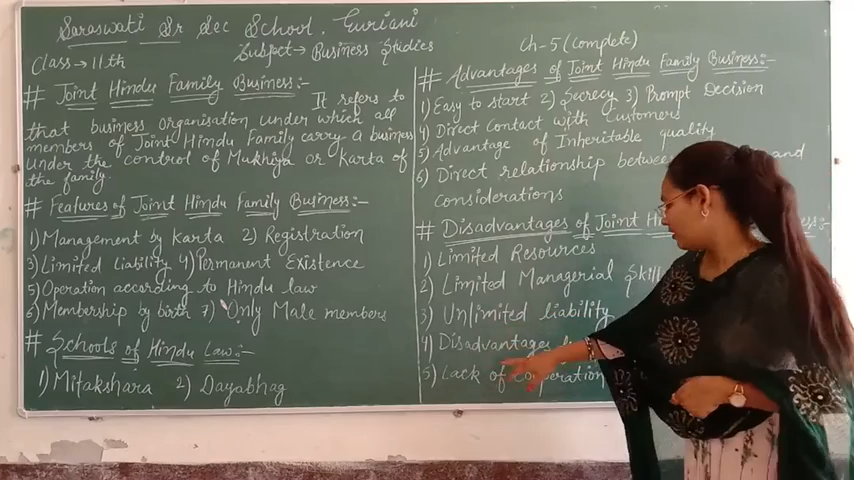 Saraswati Sr Sec School, Guriani
Subject → Business Studies
Class → 11th
# Joint Hindu Family Business:-
It refers to
that business organisation under which all
members of Joint Hindu Family carry a business
under the control of Mukhiya or Karta of
the family.
# Features of Joint Hindu Family Business:-
1) Management by Karta 2) Registration
3) Limited Liability 4) Permanent Existence
5) Operation according to Hindu law
6) Membership by birth 7) Only Male members
# Schools of Hindu Law:-
1) Mitakshara 2) Dayabhag
Ch-5 (Complete)
# Advantages of Joint Hindu Family Business:-
1) Easy to start 2) Secrecy 3) Prompt Decision
4) Direct Contact with Customers
5) Advantage of Inheritable quality
6) Direct relationship between and
considerations
# Disadvantages of Joint
1) Limited Resources
2) Limited Managerial Skill
3) Unlimited liability
4) Disadvantages
5) Lack of Cooperation